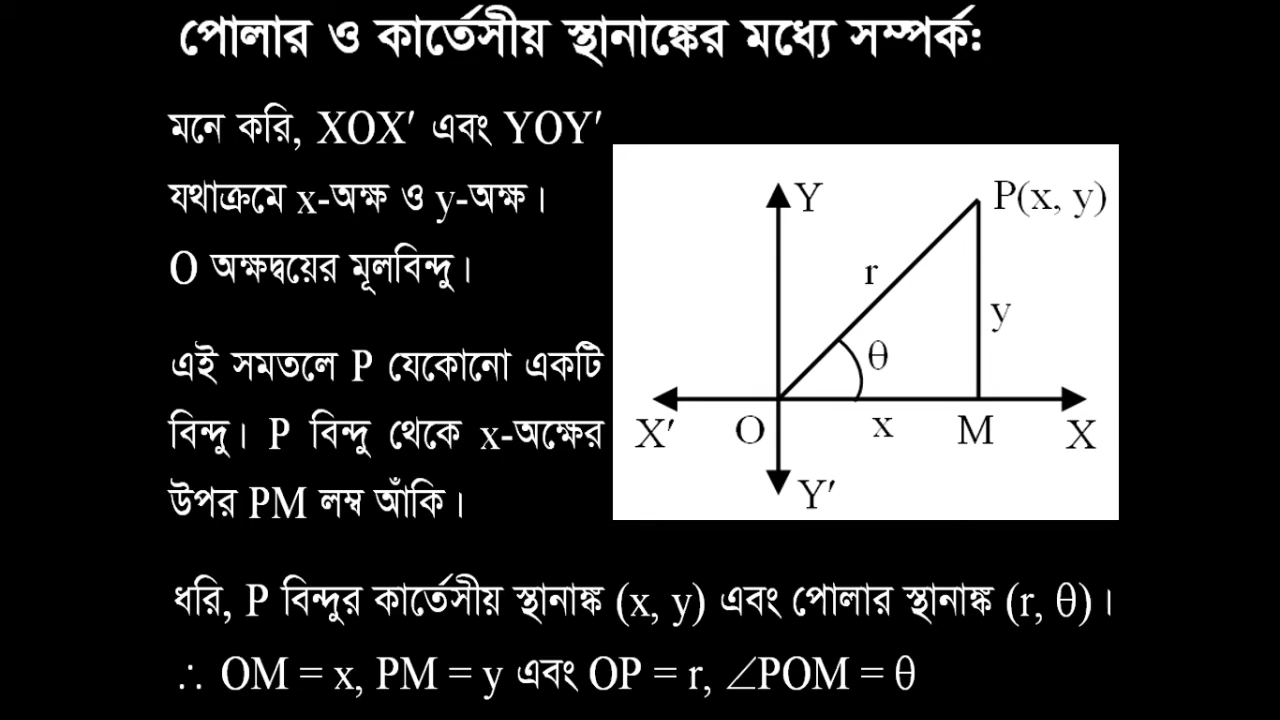 পোলার ও কার্তেসীয় স্থানাঙ্কের মধ্যে সম্পর্কঃ
মনে করি, XOX′ এবং YOY′
যথাক্রমে x-অক্ষ ও y-অক্ষ।
O অক্ষদ্বয়ের মূলবিন্দু।
এই সমতলে P যেকোনো একটি
বিন্দু। P বিন্দু থেকে x-অক্ষের
উপর PM লম্ব আঁকি।
Y
P(x, y)
r
y
θ
X′
O
x
M
X
Y′
ধরি, P বিন্দুর কার্তেসীয় স্থানাঙ্ক (x, y) এবং পোলার স্থানাঙ্ক (r, θ)।
∴ OM = x, PM = y এবং OP = r, ∠POM = θ